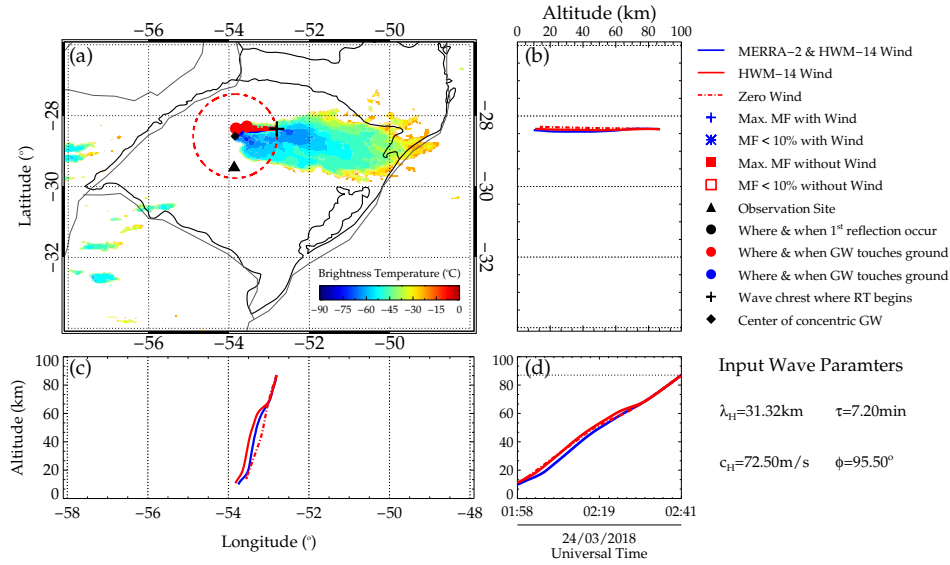 −56 −54 −52 −50
Altitude (km)
0 20 40 60 80 100
(a)
(b)
Latitude (°)
−28
−30
−32
−28
−30
−32
−28
−30
−32
Brightness Temperature (°C)
−90 −75 −60 −45 −30 −15 0
−56 −54 −52 −50
MERRA−2 & HWM−14 Wind
HWM−14 Wind
Zero Wind
Max. MF with Wind
MF < 10% with Wind
Max. MF without Wind
MF < 10% without Wind
Observation Site
Where & when 1st reflection occur
Where & when GW touches ground
Where & when GW touches ground
Wave chrest where RT begins
Center of concentric GW
(c)
Altitude (km)
100
80
60
40
20
0
−58 −56 −54 −52 −50 −48
Longitude (°)
(d)
100
80
60
40
20
0
01:58 02:19 02:41
24/03/2018
Universal Time
Input Wave Paramters
λH=31.32km τ=7.20min
cH=72.50m/s ϕ=95.50°